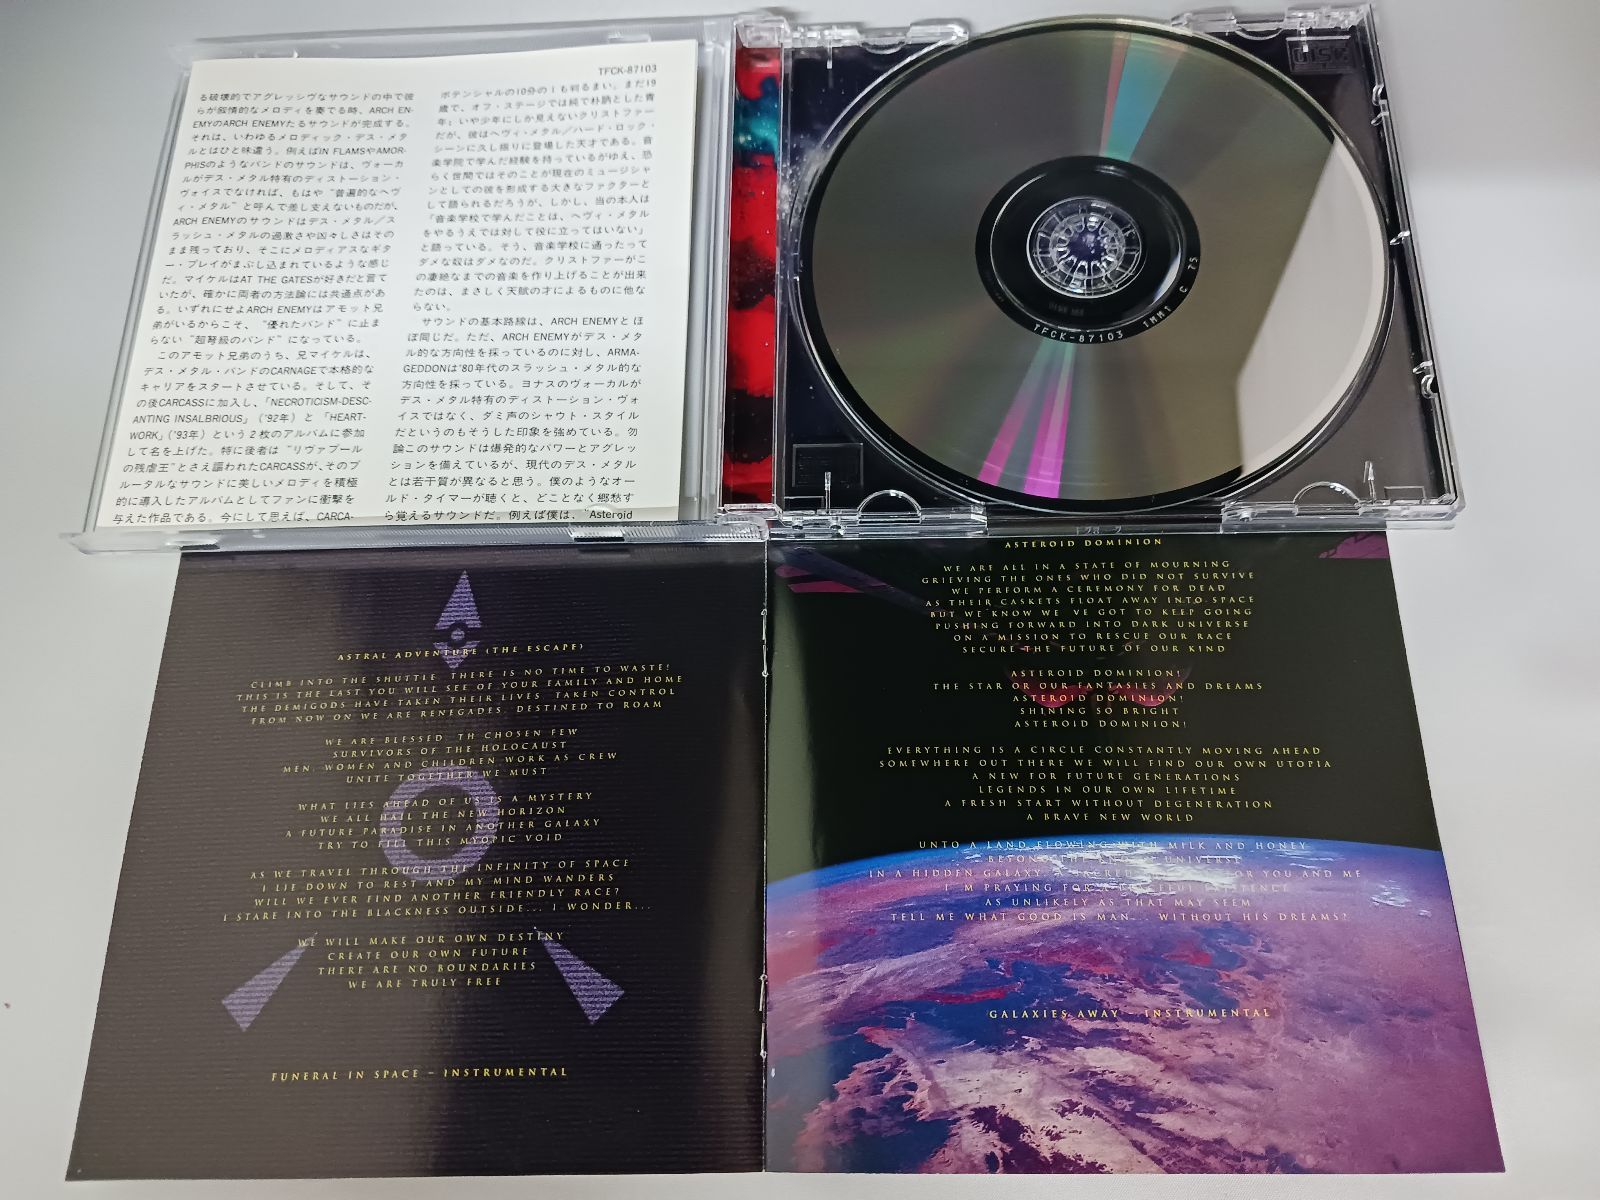 TFCK-87103
る破壊的でアグレッシヴなサウンドの中で彼
らが叙情的なメロディを奏でる時、ARCH EN-
EMYのARCH ENEMYたるサウンドが完成する。
それは、いわゆるメロディック・デス・メタ
ルとはひと味違う。例えばIN FLAMSやAMOR-
PHISのようなバンドのサウンドは、ヴォーカ
ルがデス・メタル特有のディストーション・
ヴォイスでなければ、もはや"普遍的なヘヴ
ィ・メタル"と呼んで差し支えないものだが、
ARCH ENEMYのサウンドはデス・メタル／ス
ラッシュ・メタルの過激さや凶々しさはその
まま残っており、そこにメロディアスなギタ
ー・プレイがまぶし込まれているような感じ
だ。マイケルはAT THE GATESが好きだと言て
いたが、確かに両者の方法論には共通点があ
る。いずれにせよARCH ENEMYはアモット兄
弟がいるからこそ、"優れたバンド"に止ま
らない"超弩級のバンド"になっている。
このアモット兄弟のうち、兄マイケルは、
デス・メタル・バンドのCARNAGEで本格的な
キャリアをスタートさせている。そして、そ
の後CARCASSに加入し、「NECROTICISM-DESC-
ANTING INSALBRIOUS」('92年) と 「HEART-
WORK」('93年) という2枚のアルバムに参加
して名を上げた。特に後者は"リヴァプール
の残虐王"とさえ謳われたCARCASSが、そのブ
ルータルなサウンドに美しいメロディを積極
的に導入したアルバムとしてファンに衝撃を
与えた作品である。今にして思えば、CARCA-
ポテンシャルの10分の1も判るまい。まだ19
歳で、オフ・ステージでは純で朴訥とした青
年；いや少年にしか見えないクリストファー
だが、彼はヘヴィ・メタル／ハード・ロック・
シーンに久し振りに登場した天才である。音
楽学院で学んだ経験を持っているがゆえ、恐
らく世間ではそのことが現在のミュージシャ
ンとしての彼を形成する大きなファクターと
して語られるだろうが、しかし、当の本人は
「音楽学校で学んだことは、ヘヴィ・メタル
をやるうえでは対して役に立ってはいない」
と語っている。そう、音楽学校に通ったって
ダメな奴はダメなのだ。クリストファーがこ
の凄絶なまでの音楽を作り上げることが出来
たのは、まさしく天賦の才によるものに他な
らない。
サウンドの基本路線は、ARCH ENEMYと ほ
ぼ同じだ。ただ、ARCH ENEMYがデス・メタ
ル的な方向性を採っているのに対し、ARMA-
GEDDONは'80年代のスラッシュ・メタル的な
方向性を採っている。ヨナスのヴォーカルが
デス・メタル特有のディストーション・ヴォ
イスではなく、ダミ声のシャウト・スタイル
だというのもそうした印象を強めている。勿
論このサウンドは爆発的なパワーとアグレッ
ションを備えているが、現代のデス・メタル
とは若干質が異なると思う。僕のようなオー
ルド・タイマーが聴くと、どことなく郷愁す
ら覚えるサウンドだ。例えば僕は、"Asteroid
DISC
TFCK-87103 1MM1 C 75
ASTRAL ADVENTURE (THE ESCAPE)
CLIMB INTO THE SHUTTLE, THERE IS NO TIME TO WASTE!
THIS IS THE LAST YOU WILL SEE OF YOUR FAMILY AND HOME
THE DEMIGODS HAVE TAKEN THEIR LIVES, TAKEN CONTROL
FROM NOW ON WE ARE RENEGADES, DESTINED TO ROAM
WE ARE BLESSED, TH CHOSEN FEW
SURVIVORS OF THE HOLOCAUST
MEN, WOMEN AND CHILDREN WORK AS CREW
UNITE TOGETHER WE MUST
WHAT LIES AHEAD OF US IS A MYSTERY
WE ALL HAIL THE NEW HORIZON
A FUTURE PARADISE IN ANOTHER GALAXY
TRY TO FILL THIS MYOPIC VOID
AS WE TRAVEL THROUGH THE INFINITY OF SPACE
I LIE DOWN TO REST AND MY MIND WANDERS
WILL WE EVER FIND ANOTHER FRIENDLY RACE?
I STARE INTO THE BLACKNESS OUTSIDE... I WONDER...
WE WILL MAKE OUR OWN DESTINY
CREATE OUR OWN FUTURE
THERE ARE NO BOUNDARIES
WE ARE TRULY FREE
FUNERAL IN SPACE – INSTRUMENTAL
ASTEROID DOMINION
WE ARE ALL IN A STATE OF MOURNING
GRIEVING THE ONES WHO DID NOT SURVIVE
WE PERFORM A CEREMONY FOR DEAD
AS THEIR CASKETS FLOAT AWAY INTO SPACE
BUT WE KNOW WE´VE GOT TO KEEP GOING
PUSHING FORWARD INTO DARK UNIVERSE
ON A MISSION TO RESCUE OUR RACE
SECURE THE FUTURE OF OUR KIND
ASTEROID DOMINION!
THE STAR OR OUR FANTASIES AND DREAMS
ASTEROID DOMINION!
SHINING SO BRIGHT
ASTEROID DOMINION!
EVERYTHING IS A CIRCLE CONSTANTLY MOVING AHEAD
SOMEWHERE OUT THERE WE WILL FIND OUR OWN UTOPIA
A NEW FOR FUTURE GENERATIONS
LEGENDS IN OUR OWN LIFETIME
A FRESH START WITHOUT DEGENERATION
A BRAVE NEW WORLD
UNTO A LAND FLOWING WITH MILK AND HONEY
BEYOND THE UNIVERSE
IN A HIDDEN GALAXY, A SACRED FOR YOU AND ME
I´M PRAYING FOR A PEACEFUL EXISTENCE
AS UNLIKELY AS THAT MAY SEEM
TELL ME WHAT GOOD IS MAN... WITHOUT HIS DREAMS?
GALAXIES AWAY – INSTRUMENTAL